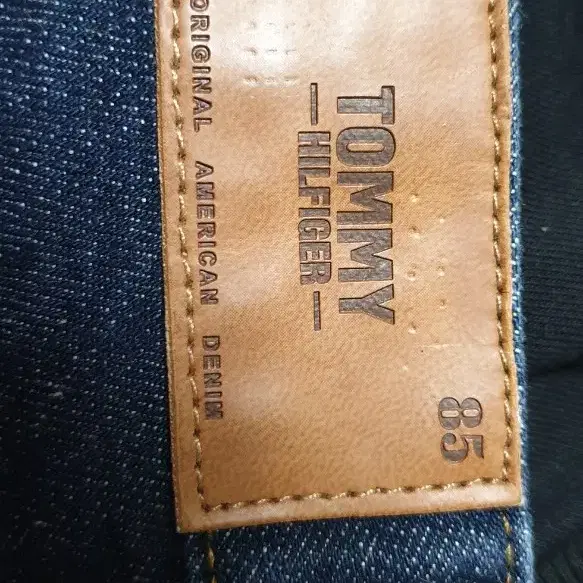 85
TOMMY
HILFIGER
ORIGINAL AMERICAN DENIM